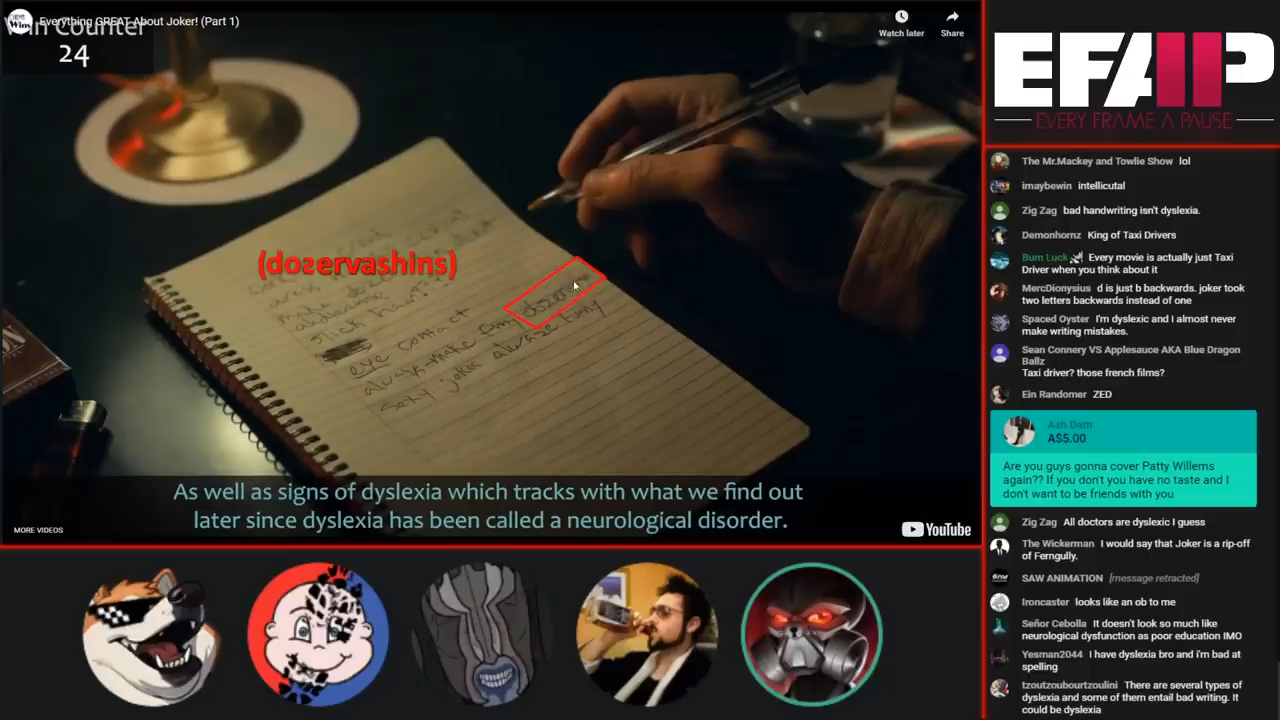 Everything GREAT About Joker! (Part 1)
Win Counter
24
Watch later
Share
(dozervashins)
eye contact
always make funny dozer
sexy joke alwaze funy
As well as signs of dyslexia which tracks with what we find out
later since dyslexia has been called a neurological disorder.
MORE VIDEOS
YouTube
EFAP
EVERY FRAME A PAUSE
The Mr.Mackey and Towlie Show lol
imaybewin intellicutal
Zig Zag bad handwriting isn't dyslexia.
Demonhornz King of Taxi Drivers
Bum Luck Every movie is actually just Taxi
Driver when you think about it
MercDionysius d is just b backwards. joker took
two letters backwards instead of one
Spaced Oyster I'm dyslexic and I almost never
make writing mistakes.
Sean Connery VS Applesauce AKA Blue Dragon
Ballz
Taxi driver? those french films?
Ein Randomer ZED
Ash Dam
A$5.00
Are you guys gonna cover Patty Willems
again?? If you don't you have no taste and I
don't want to be friends with you
Zig Zag All doctors are dyslexic I guess
The Wickerman I would say that Joker is a rip-off
of Ferngully.
SAW ANIMATION [message retracted]
Ironcaster looks like an ob to me
Señor Cebolla It doesn't look so much like
neurological dysfunction as poor education IMO
Yesman2044 I have dyslexia bro and i'm bad at
spelling
tzoutzoubourtzoulini There are several types of
dyslexia and some of them entail bad writing. It
could be dyslexia